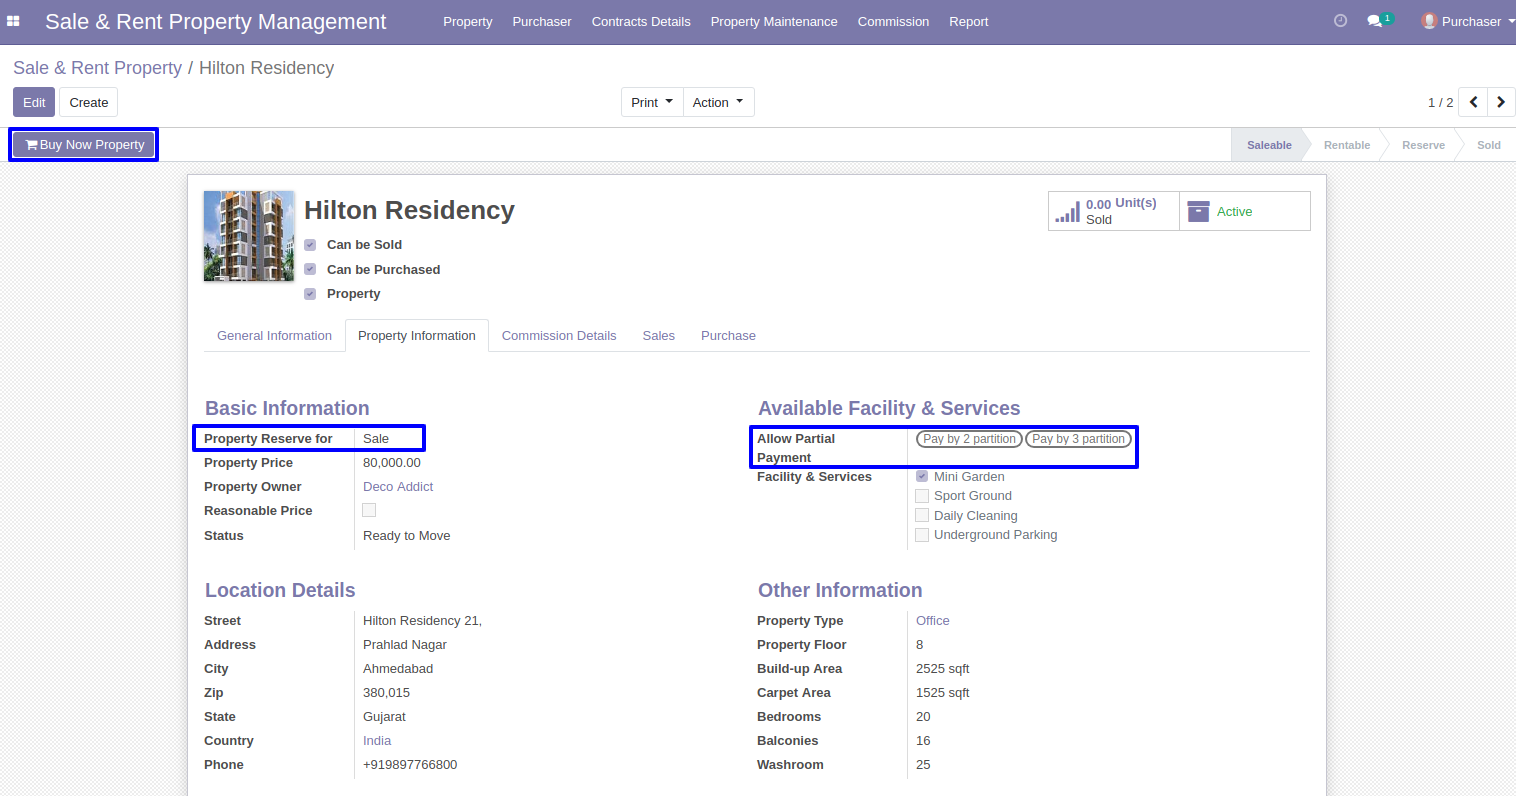 Sale & Rent Property Management Property Purchaser Contracts Details Property Maintenance Commission Report 1 Purchaser
Sale & Rent Property / Hilton Residency
Edit Create Print Action 1 / 2
Buy Now Property Saleable Rentable Reserve Sold
Hilton Residency
0.00 Unit(s)
Sold
Active
Can be Sold
Can be Purchased
Property
General Information Property Information Commission Details Sales Purchase
Basic Information
Property Reserve for Sale
Property Price 80,000.00
Property Owner Deco Addict
Reasonable Price
Status Ready to Move
Available Facility & Services
Allow Partial Pay by 2 partition Pay by 3 partition
Payment
Facility & Services Mini Garden
Sport Ground
Daily Cleaning
Underground Parking
Location Details
Street Hilton Residency 21,
Address Prahlad Nagar
City Ahmedabad
Zip 380,015
State Gujarat
Country India
Phone +919897766800
Other Information
Property Type Office
Property Floor 8
Build-up Area 2525 sqft
Carpet Area 1525 sqft
Bedrooms 20
Balconies 16
Washroom 25